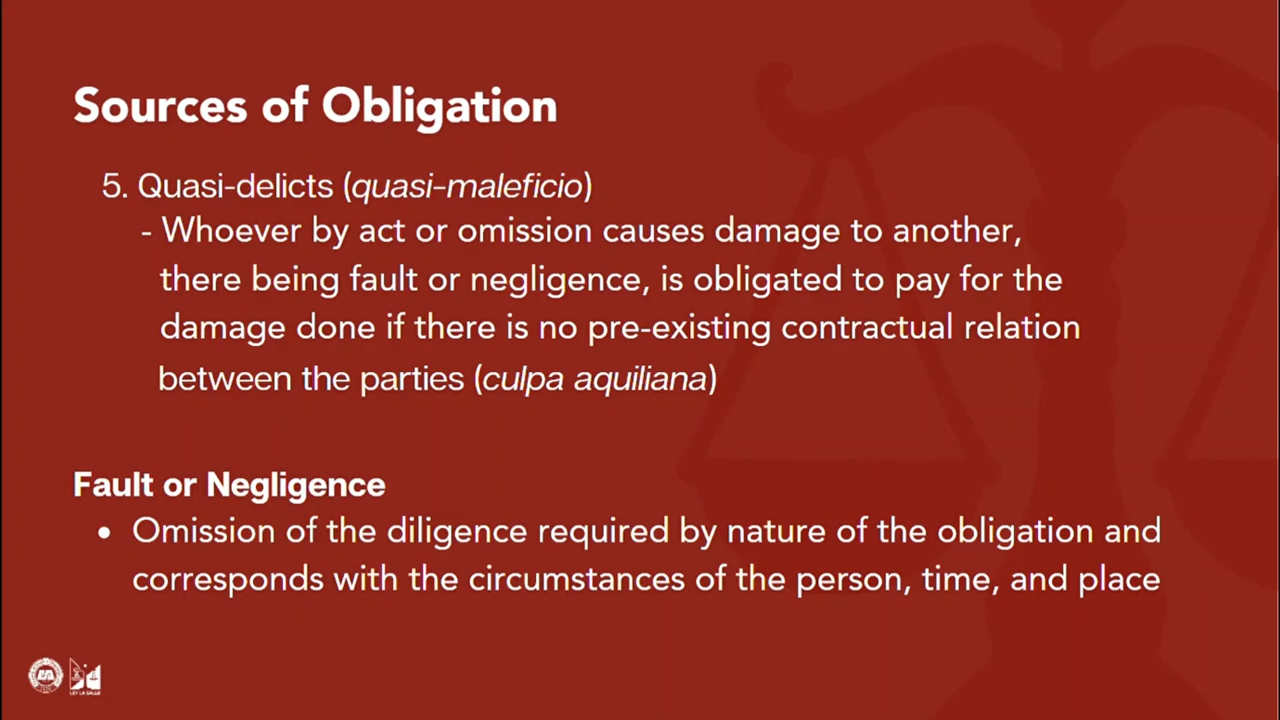 Sources of Obligation
5. Quasi-delicts (quasi-maleficio)
- Whoever by act or omission causes damage to another,
there being fault or negligence, is obligated to pay for the
damage done if there is no pre-existing contractual relation
between the parties (culpa aquiliana)
Fault or Negligence
• Omission of the diligence required by nature of the obligation and
corresponds with the circumstances of the person, time, and place
LEY LA SALLE